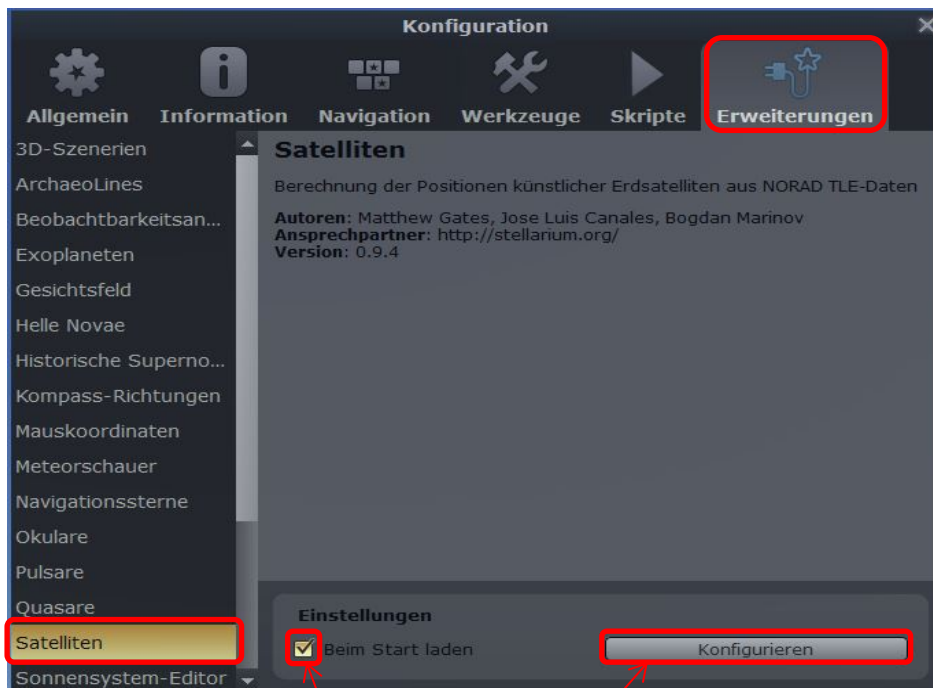 Konfiguration
Allgemein
Information
Navigation
Werkzeuge
Skripte
Erweiterungen
3D-Szenerien
ArchaeoLines
Beobachtbarkeitsan...
Exoplaneten
Gesichtsfeld
Helle Novae
Historische Superno...
Kompass-Richtungen
Mauskoordinaten
Meteorschauer
Navigationssterne
Okulare
Pulsare
Quasare
Satelliten
Sonnensystem-Editor
Satelliten
Berechnung der Positionen künstlicher Erdsatelliten aus NORAD TLE-Daten
Autoren: Matthew Gates, Jose Luis Canales, Bogdan Marinov
Ansprechpartner: http://stellarium.org/
Version: 0.9.4
Einstellungen
Beim Start laden
Konfigurieren